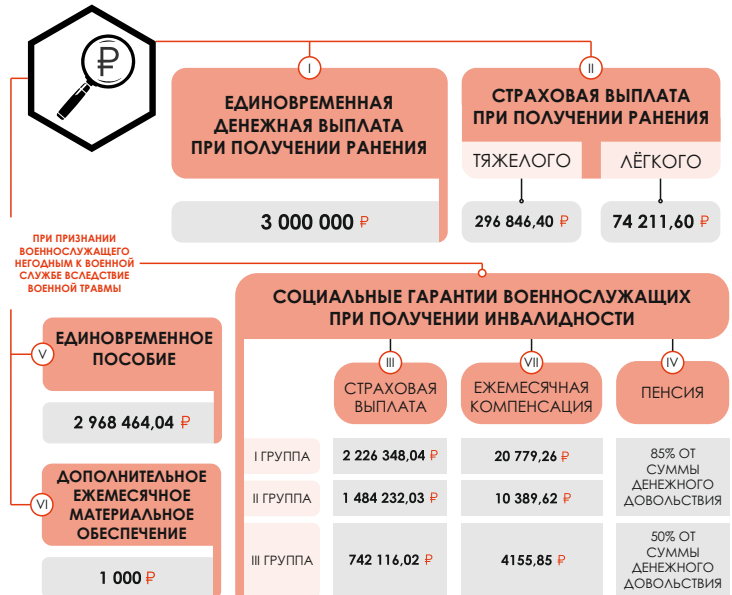 ₽
I
II
ЕДИНОВРЕМЕННАЯ
ДЕНЕЖНАЯ ВЫПЛАТА
ПРИ ПОЛУЧЕНИИ РАНЕНИЯ
3 000 000 ₽
СТРАХОВАЯ ВЫПЛАТА
ПРИ ПОЛУЧЕНИИ РАНЕНИЯ
ТЯЖЕЛОГО
ЛЁГКОГО
296 846,40 ₽
74 211,60 ₽
ПРИ ПРИЗНАНИИ
ВОЕННОСЛУЖАЩЕГО
НЕГОДНЫМ К ВОЕННОЙ
СЛУЖБЕ ВСЛЕДСТВИЕ
ВОЕННОЙ ТРАВМЫ
V
ЕДИНОВРЕМЕННОЕ
ПОСОБИЕ
2 968 464,04 ₽
VI
ДОПОЛНИТЕЛЬНОЕ
ЕЖЕМЕСЯЧНОЕ
МАТЕРИАЛЬНОЕ
ОБЕСПЕЧЕНИЕ
1 000 ₽
СОЦИАЛЬНЫЕ ГАРАНТИИ ВОЕННОСЛУЖАЩИХ
ПРИ ПОЛУЧЕНИИ ИНВАЛИДНОСТИ
III
VII
IV
СТРАХОВАЯ
ВЫПЛАТА
ЕЖЕМЕСЯЧНАЯ
КОМПЕНСАЦИЯ
ПЕНСИЯ
I ГРУППА
2 226 348,04 ₽
20 779,26 ₽
II ГРУППА
1 484 232,03 ₽
10 389,62 ₽
85% ОТ
СУММЫ
ДЕНЕЖНОГО
ДОВОЛЬСТВИЯ
III ГРУППА
742 116,02 ₽
4155,85 ₽
50% ОТ
СУММЫ
ДЕНЕЖНОГО
ДОВОЛЬСТВИЯ